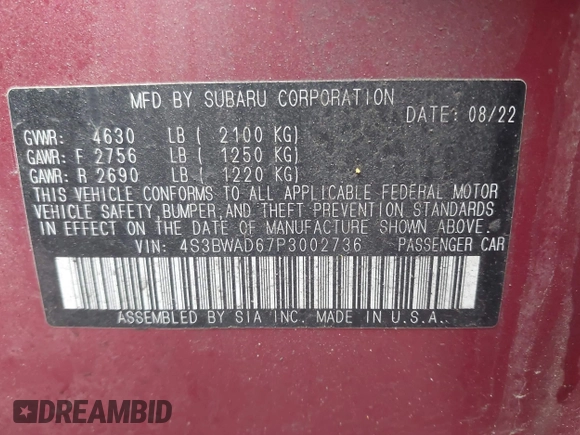 MFD BY SUBARU CORPORATION
DATE: 08/22
GVWR: 4630 LB ( 2100 KG)
GAWR: F 2756 LB ( 1250 KG)
GAWR: R 2690 LB ( 1220 KG)
THIS VEHICLE CONFORMS TO ALL APPLICABLE FEDERAL MOTOR
VEHICLE SAFETY, BUMPER, AND THEFT PREVENTION STANDARDS
IN EFFECT ON THE DATE OF MANUFACTURE SHOWN ABOVE.
VIN: 4S3BWAD67P3002736 PASSENGER CAR
ASSEMBLED BY SIA INC. MADE IN U.S.A.
DREAMBID